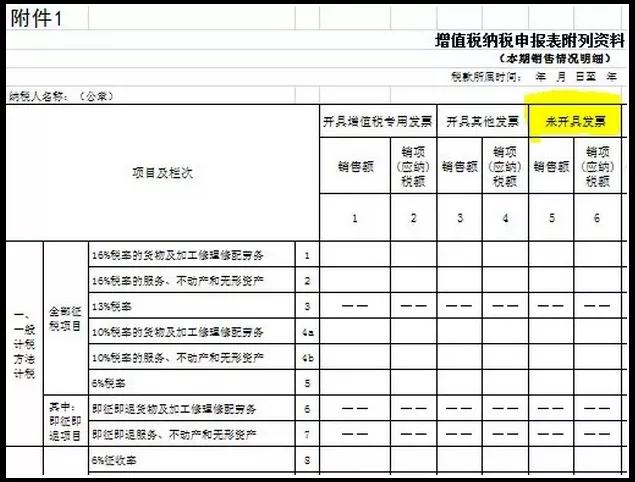 附件1
增值税纳税申报表附列资料
（本期销售情况明细）
税款所属时间： 年 月 日至 年
纳税人名称：（公章）
项目及栏次
开具增值税专用发票
开具其他发票
未开具发票
销售额
销项
(应纳)
税额
销售额
销项
(应纳)
税额
销售额
销项
(应纳)
税额
1 2 3 4 5 6
一、
一般
计税
方法
计税
全部征
税项目
16%税率的货物及加工修理修配劳务 1
16%税率的服务、不动产和无形资产 2
13%税率 3 —— —— —— —— —— ——
10%税率的货物及加工修理修配劳务 4a
10%税率的服务、不动产和无形资产 4b
6%税率 5
其中:
即征即
退项目
即征即退货物及加工修理修配劳务 6 —— —— —— —— —— ——
即征即退服务、不动产和无形资产 7 —— —— —— —— —— ——
6%征收率 8